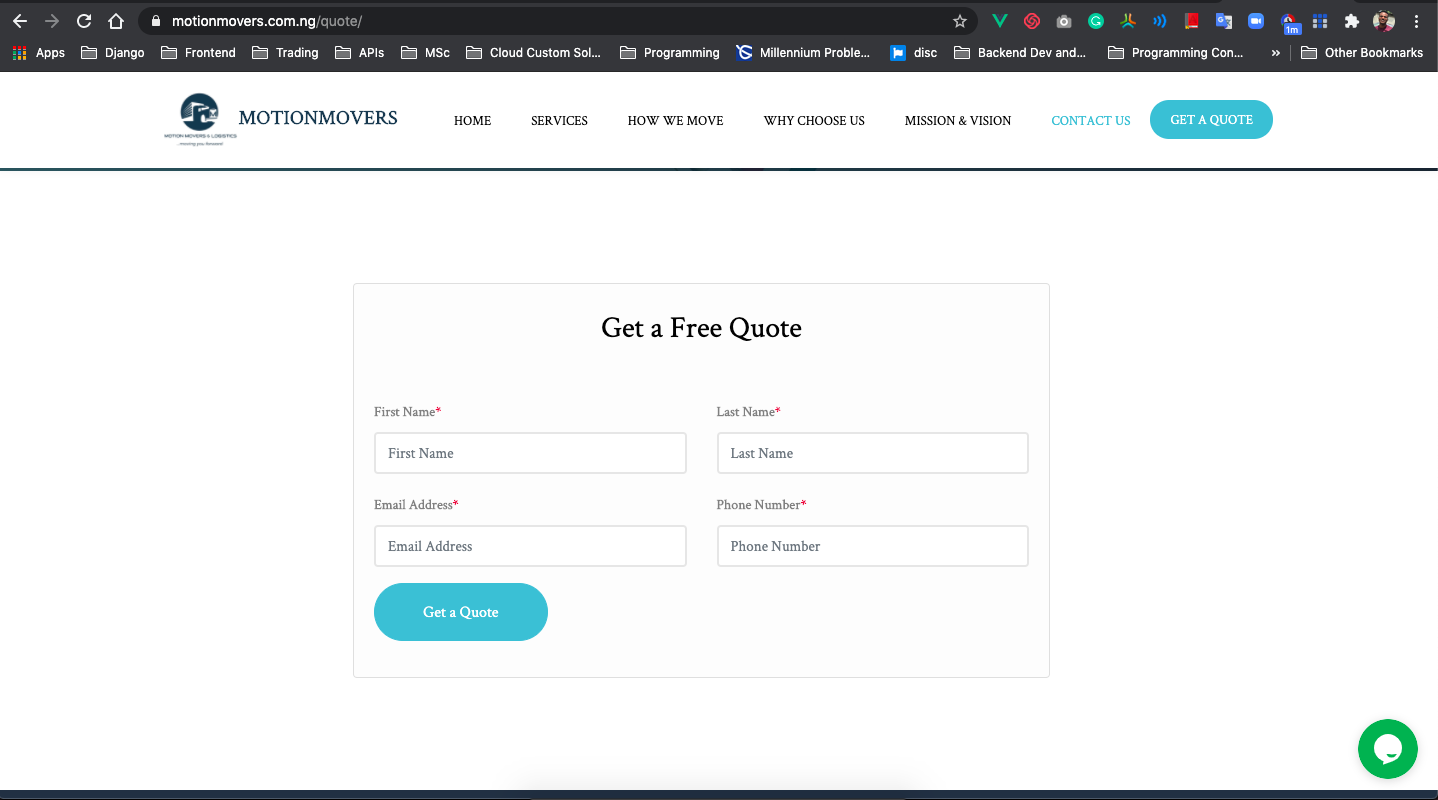 motionmovers.com.ng/quote/
1m
Apps Django Frontend Trading APIs MSc Cloud Custom Sol... Programming Millennium Proble... disc Backend Dev and... Programming Con... » Other Bookmarks
MOTIONMOVERS
MOTION MOVERS & LOGISTICS
...moving you forward
HOME SERVICES HOW WE MOVE WHY CHOOSE US MISSION & VISION CONTACT US GET A QUOTE
Get a Free Quote
First Name* Last Name*
First Name Last Name
Email Address* Phone Number*
Email Address Phone Number
Get a Quote